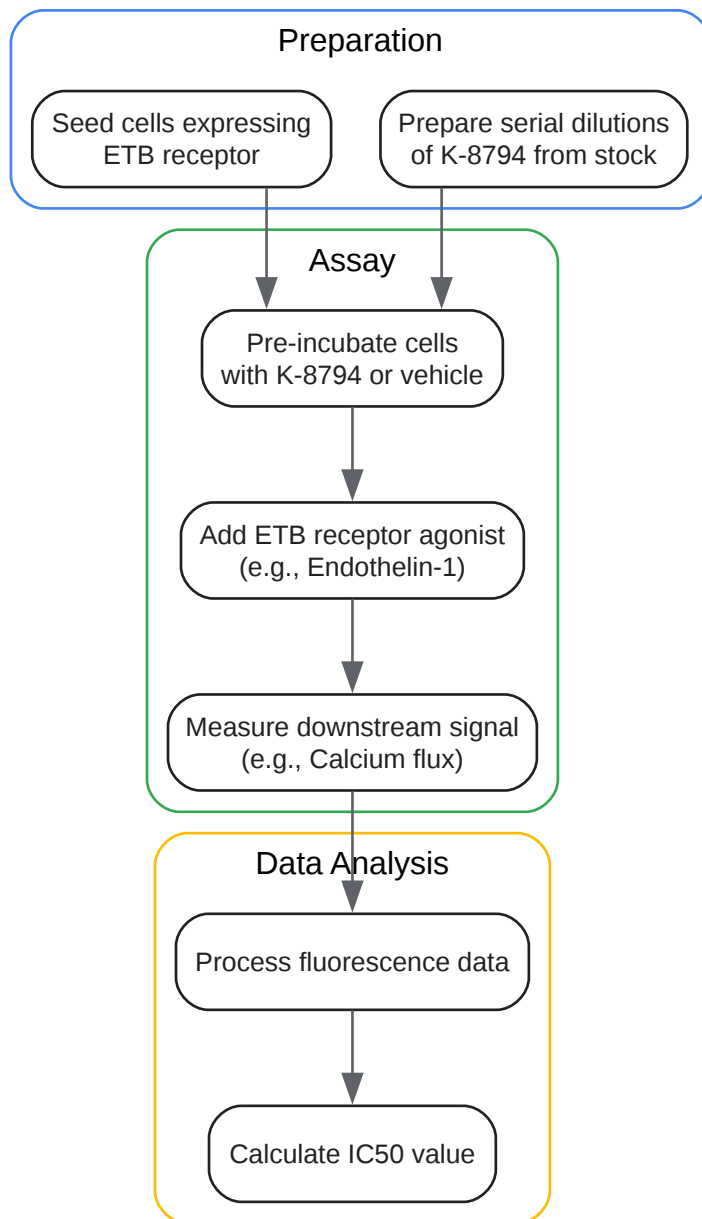 Preparation
Seed cells expressing
ETB receptor
Prepare serial dilutions
of K-8794 from stock
Assay
Pre-incubate cells
with K-8794 or vehicle
Add ETB receptor agonist
(e.g., Endothelin-1)
Measure downstream signal
(e.g., Calcium flux)
Data Analysis
Process fluorescence data
Calculate IC50 value